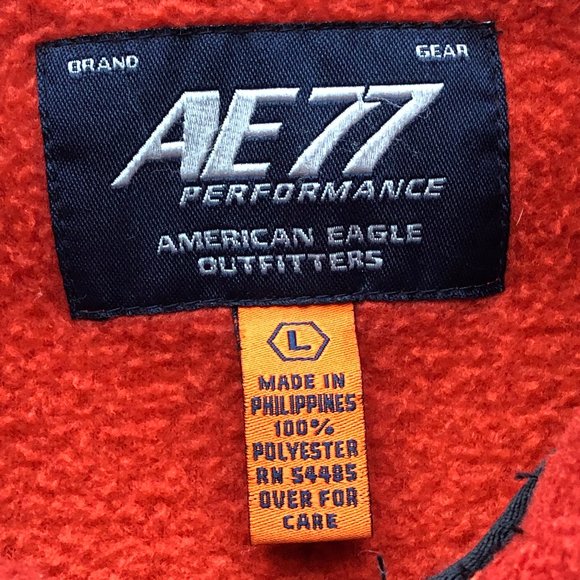 BRAND GEAR
AE77
PERFORMANCE
AMERICAN EAGLE
OUTFITTERS
L
MADE IN
PHILIPPINES
100%
POLYESTER
RN 54485
OVER FOR
CARE